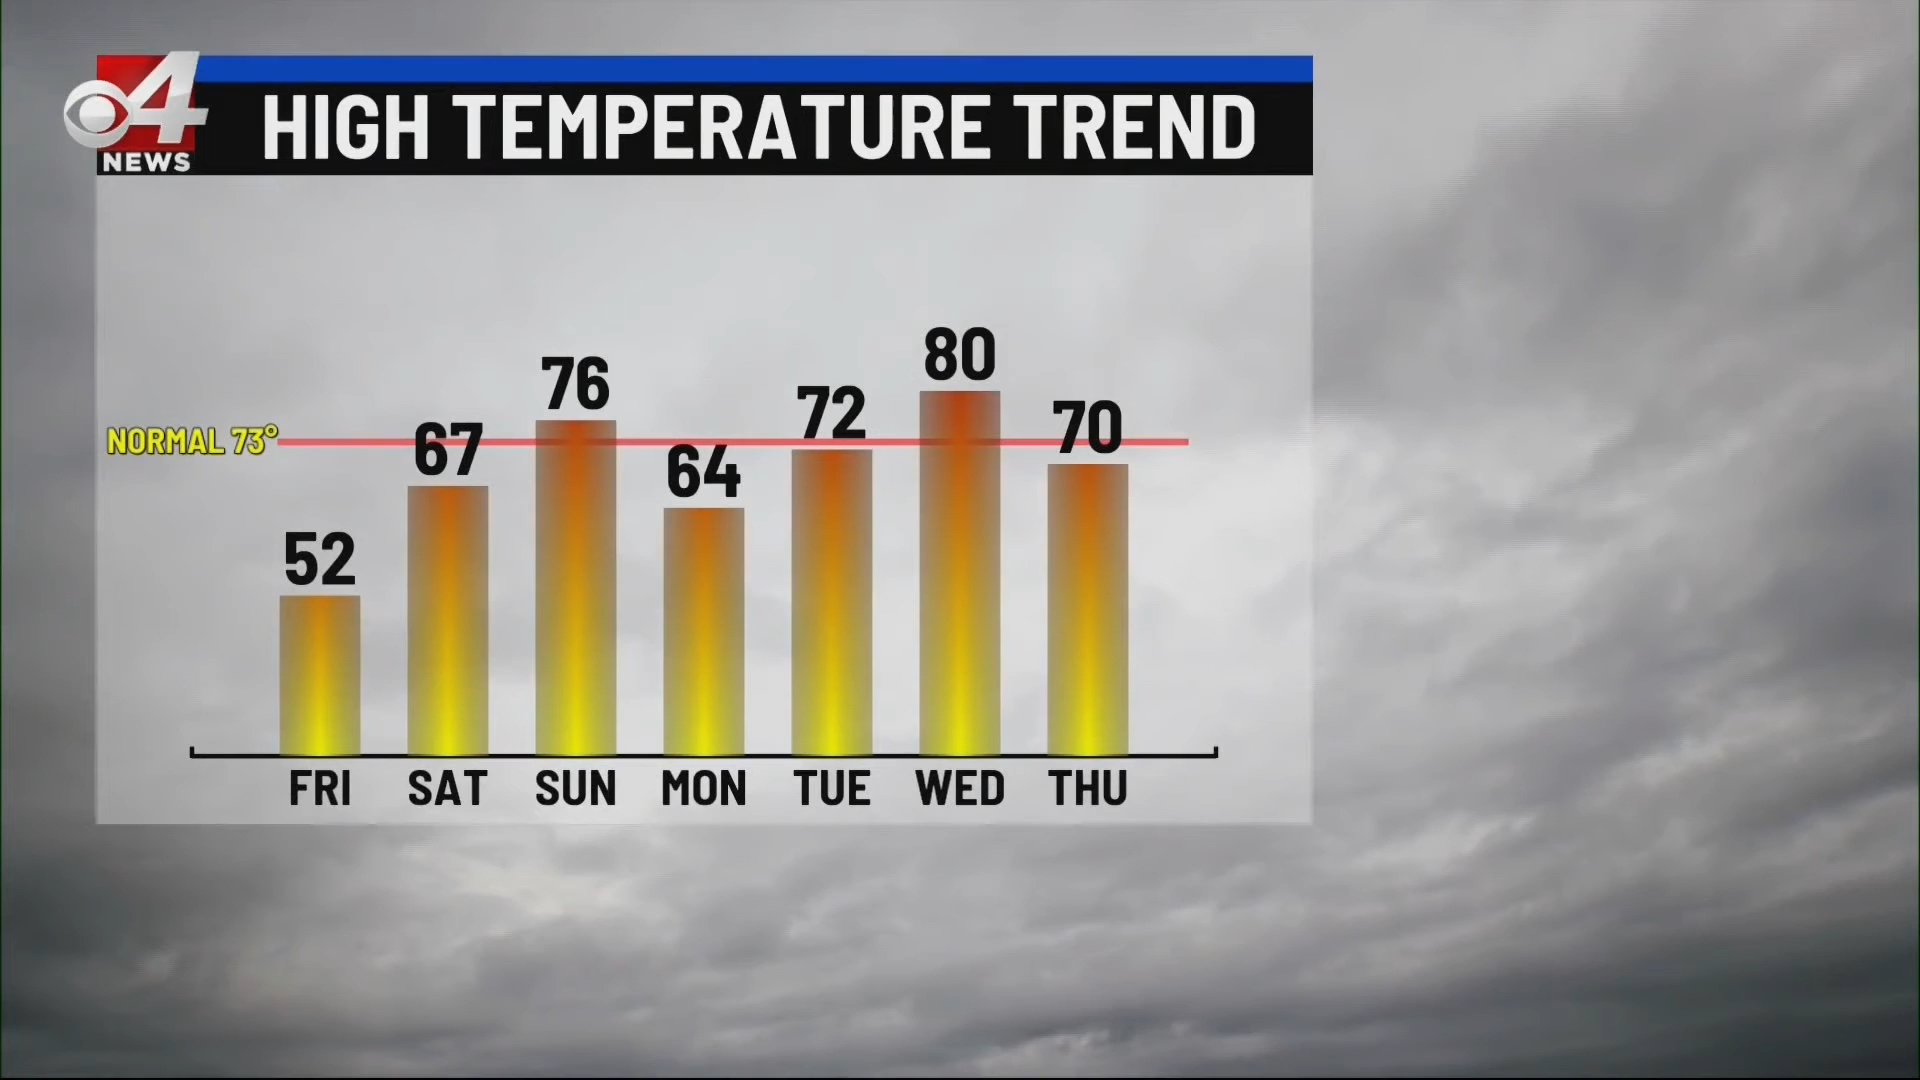 4
NEWS
HIGH TEMPERATURE TREND
80
76
72
70
67
64
52
NORMAL 73°
FRI SAT SUN MON TUE WED THU